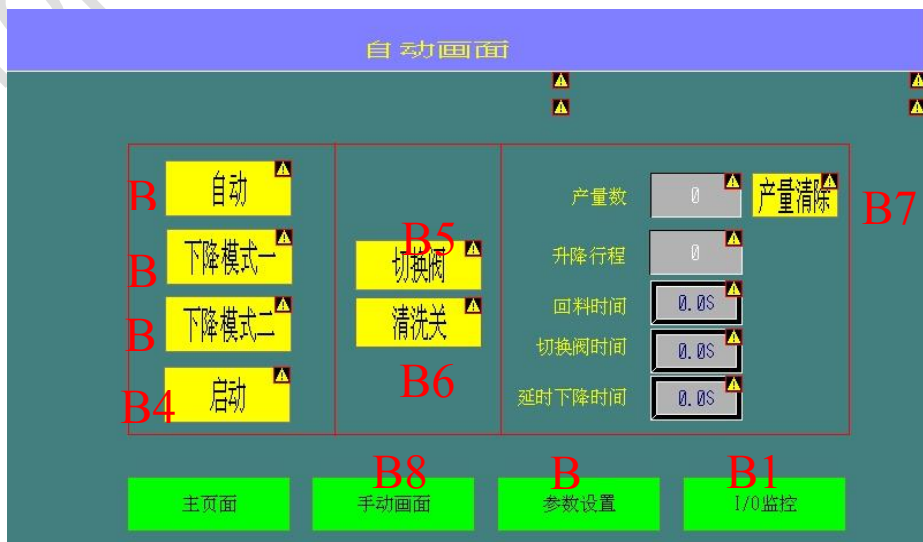 自动画面
B 自动
产量数 0 产量清除 B7
B 下降模式一
B5
切换阀
升降行程 0
B 下降模式二
清洗关
回料时间 0.0S
切换阀时间 0.0S
B4 启动
B6
延时下降时间 0.0S
B8 B B1
主页面 手动画面 参数设置 I/O监控